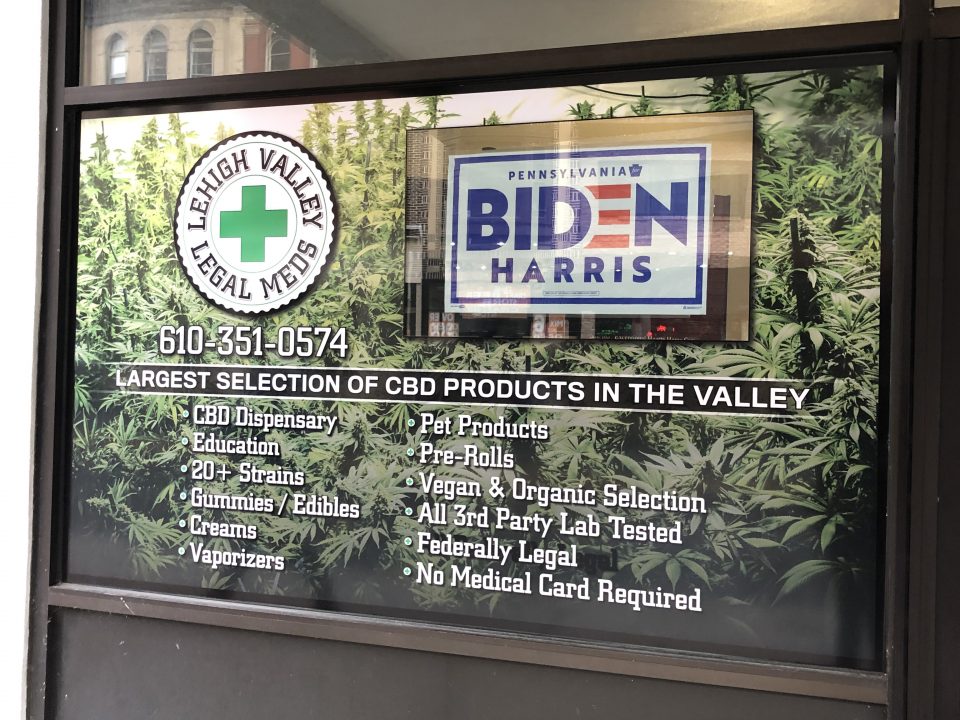 LEHIGH VALLEY
LEGAL MEDS
610-351-0574
PENNSYLVANIA
BIDEN
HARRIS
LARGEST SELECTION OF CBD PRODUCTS IN THE VALLEY
• CBD Dispensary
• Education
• 20+ Strains
• Gummies / Edibles
• Creams
• Vaporizers
• Pet Products
• Pre-Rolls
• Vegan & Organic Selection
• All 3rd Party Lab Tested
• Federally Legal
• No Medical Card Required